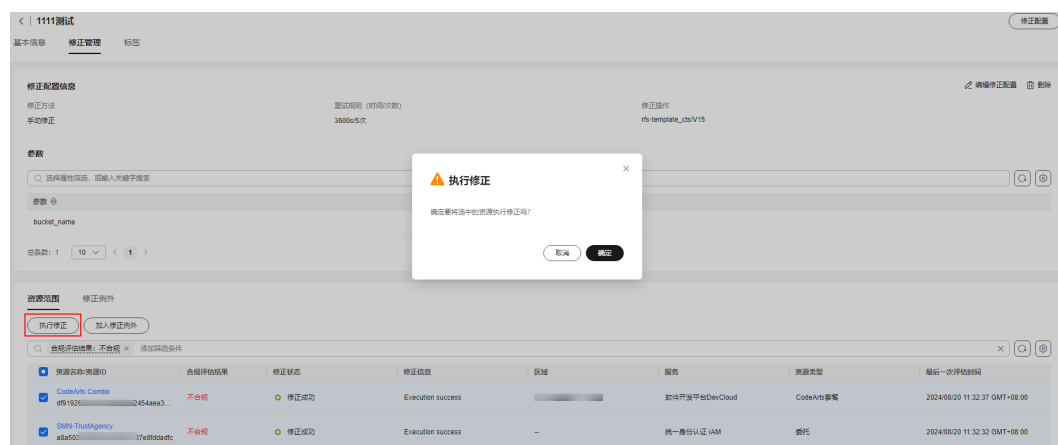 1111测试
修正配置
基本信息 修正管理 标签
修正配置信息
编辑修正配置 删除
修正方法 重试规则（时间/次数） 修正操作
手动修正 3600s/5次 rfs-template_cts/V15
参数
选择属性筛选，或输入关键字搜索
参数
bucket_name
总条数：1 10 1
执行修正
确定要将选中的资源执行修正吗?
取消 确定
资源范围 修正例外
执行修正 加入修正例外
合规评估结果：不合规 × 添加筛选条件
资源名称/资源ID 合规评估结果 修正状态 修正信息 区域 服务 资源类型 最后一次评估时间
CodeArts Combo
df91926 2454aea3... 不合规 修正成功 Execution success 软件开发平台DevCloud CodeArts套餐 2024/08/20 11:32:37 GMT+08:00
SMN-TrustAgency
a8a503 37e8fddadfc 不合规 修正成功 Execution success -- 统一身份认证 IAM 委托 2024/08/20 11:32:32 GMT+08:00